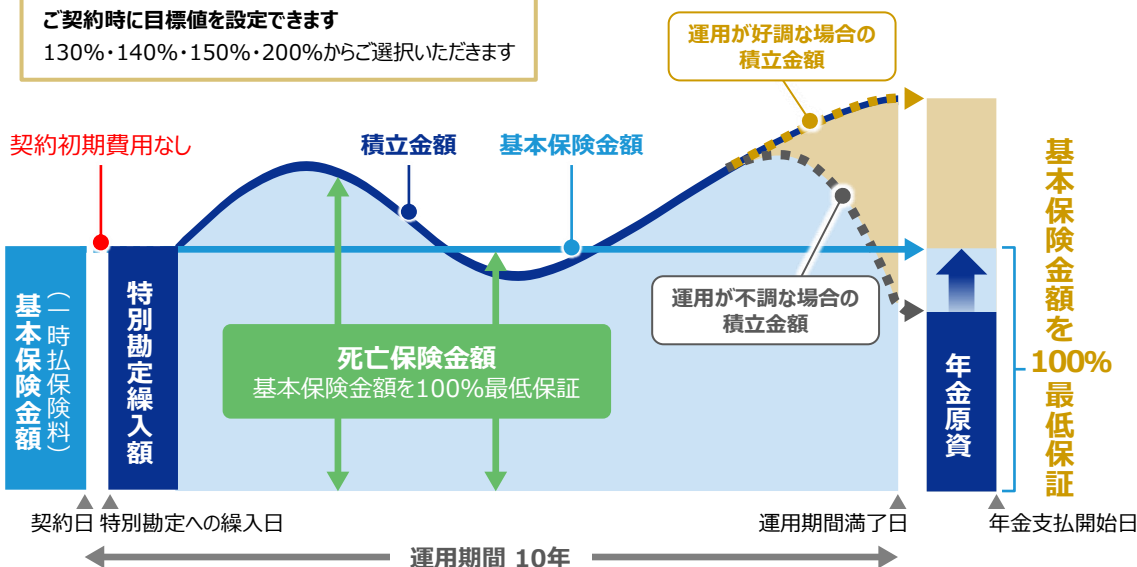 ご契約時に目標値を設定できます
130%・140%・150%・200%からご選択いただきます
運用が好調な場合の
積立金額
契約初期費用なし
積立金額
基本保険金額
運用が不調な場合の
積立金額
死亡保険金額
基本保険金額を100%最低保証
基本保険金額
(一時払保険料)
特別勘定繰入額
年金原資
基本保険金額を
100%
最低保証
契約日
特別勘定への繰入日
運用期間満了日
年金支払開始日
運用期間 10年